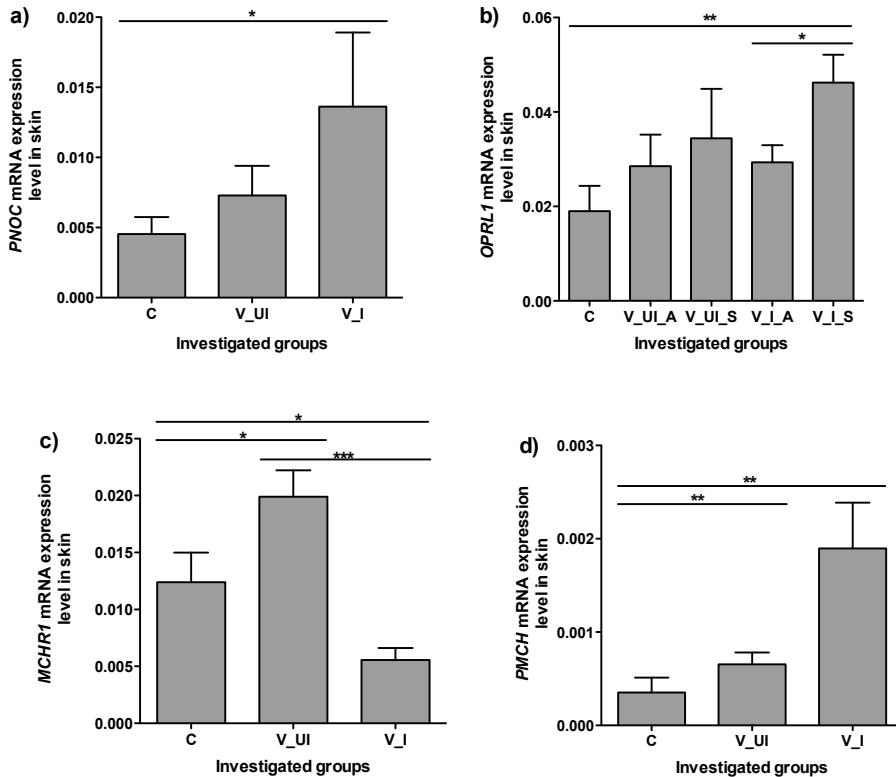 a)
*
PNOC mRNA expression
level in skin
0.020
0.015
0.010
0.005
0.000
C V_UI V_I
Investigated groups
b)
**
*
OPRL1 mRNA expression
level in skin
0.06
0.04
0.02
0.00
C V_UI_A V_UI_S V_I_A V_I_S
Investigated groups
c)
*
*
***
MCHR1 mRNA expression
level in skin
0.025
0.020
0.015
0.010
0.005
0.000
C V_UI V_I
Investigated groups
d)
**
**
PMCH mRNA expression
level in skin
0.003
0.002
0.001
0.000
C V_UI V_I
Investigated groups